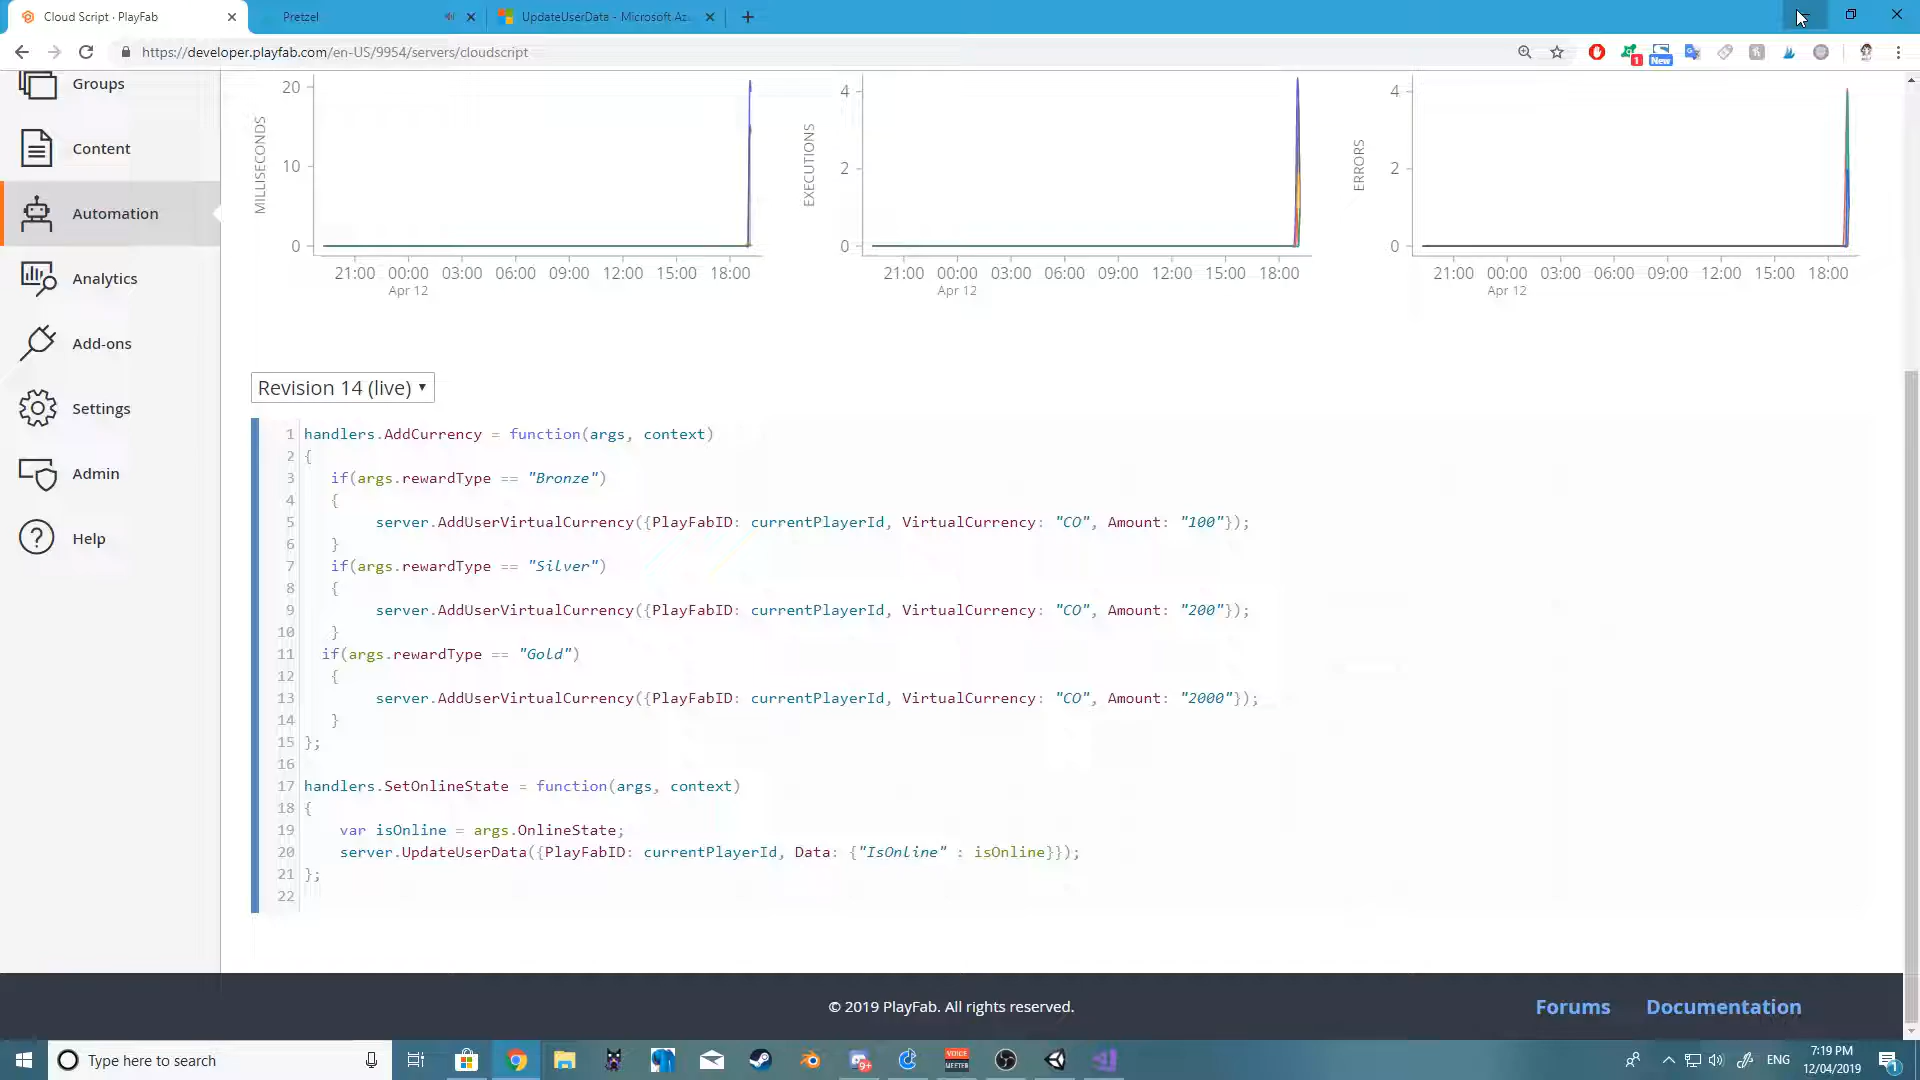 Cloud Script · PlayFab
Pretzel
UpdateUserData - Microsoft Az
https://developer.playfab.com/en-US/9954/servers/cloudscript
1
New
Groups
Content
Automation
Analytics
Add-ons
Settings
Admin
Help
MILLISECONDS
20
10
0
21:00 00:00 03:00 06:00 09:00 12:00 15:00 18:00
Apr 12
EXECUTIONS
4
2
0
21:00 00:00 03:00 06:00 09:00 12:00 15:00 18:00
Apr 12
ERRORS
4
2
0
21:00 00:00 03:00 06:00 09:00 12:00 15:00 18:00
Apr 12
Revision 14 (live)
1 handlers.AddCurrency = function(args, context)
2 {
3 if(args.rewardType == "Bronze")
4 {
5 server.AddUserVirtualCurrency({PlayFabID: currentPlayerId, VirtualCurrency: "CO", Amount: "100"});
6 }
7 if(args.rewardType == "Silver")
8 {
9 server.AddUserVirtualCurrency({PlayFabID: currentPlayerId, VirtualCurrency: "CO", Amount: "200"});
10 }
11 if(args.rewardType == "Gold")
12 {
13 server.AddUserVirtualCurrency({PlayFabID: currentPlayerId, VirtualCurrency: "CO", Amount: "2000"});
14 }
15 };
16
17 handlers.SetOnlineState = function(args, context)
18 {
19 var isOnline = args.OnlineState;
20 server.UpdateUserData({PlayFabID: currentPlayerId, Data: {"IsOnline" : isOnline}});
21 };
22
© 2019 PlayFab. All rights reserved.
Forums
Documentation
Type here to search
9+
VOICE
MEETER
ENG
7:19 PM
12/04/2019
1